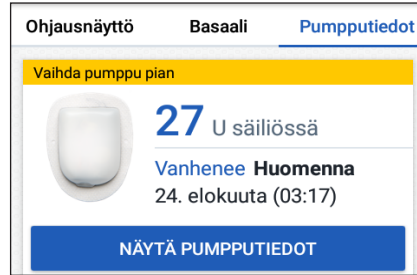 Ohjausnäyttö Basaali Pumpputiedot
Vaihda pumppu pian
27 U säiliössä
Vanhenee Huomenna
24. elokuuta (03:17)
NÄYTÄ PUMPPUTIEDOT